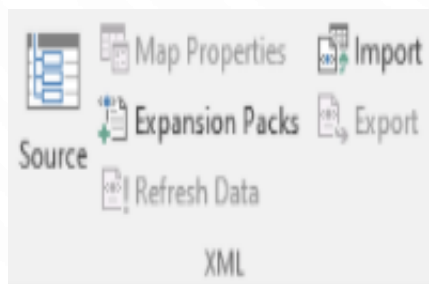 Source
Map Properties
Expansion Packs
Refresh Data
Import
Export
XML